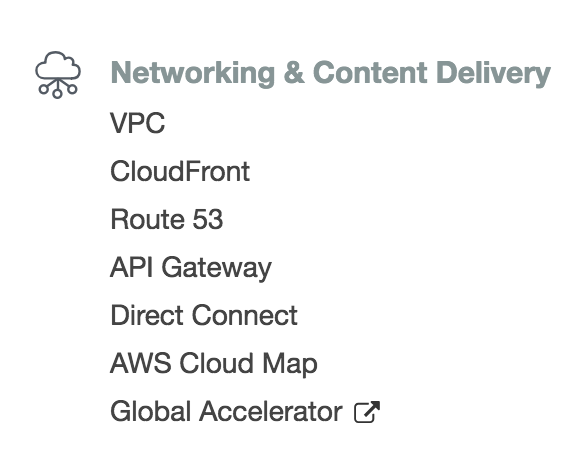 Networking & Content Delivery
VPC
CloudFront
Route 53
API Gateway
Direct Connect
AWS Cloud Map
Global Accelerator